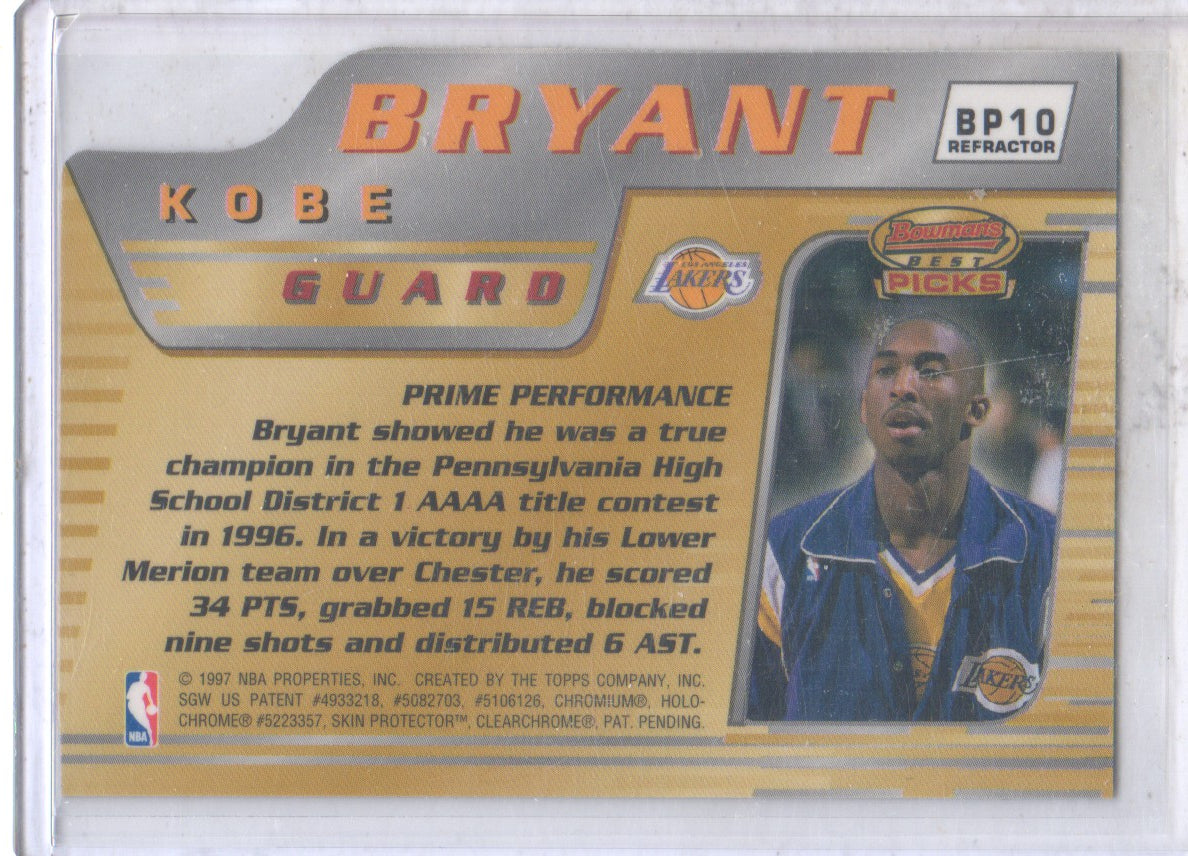 BRYANT
BP10
REFRACTOR
KOBE
GUARD
LOS ANGELES
LAKERS
Bowman's
BEST
PICKS
PRIME PERFORMANCE
Bryant showed he was a true
champion in the Pennsylvania High
School District 1 AAAA title contest
in 1996. In a victory by his Lower
Merion team over Chester, he scored
34 PTS, grabbed 15 REB, blocked
nine shots and distributed 6 AST.
© 1997 NBA PROPERTIES, INC. CREATED BY THE TOPPS COMPANY, INC.
SGW US PATENT #4933218, #5082703, #5106126, CHROMIUM®, HOLO-
CHROME® #5223357, SKIN PROTECTOR™, CLEARCHROME®, PAT. PENDING.
NBA
LAKERS